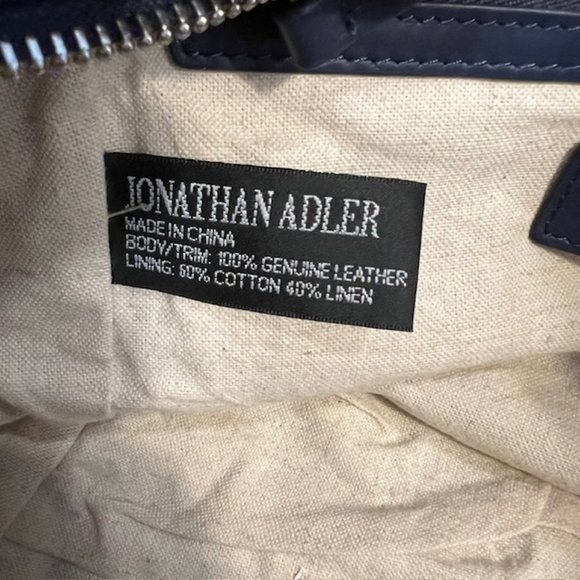 JONATHAN ADLER
MADE IN CHINA
BODY/TRIM: 100% GENUINE LEATHER
LINING: 60% COTTON 40% LINEN